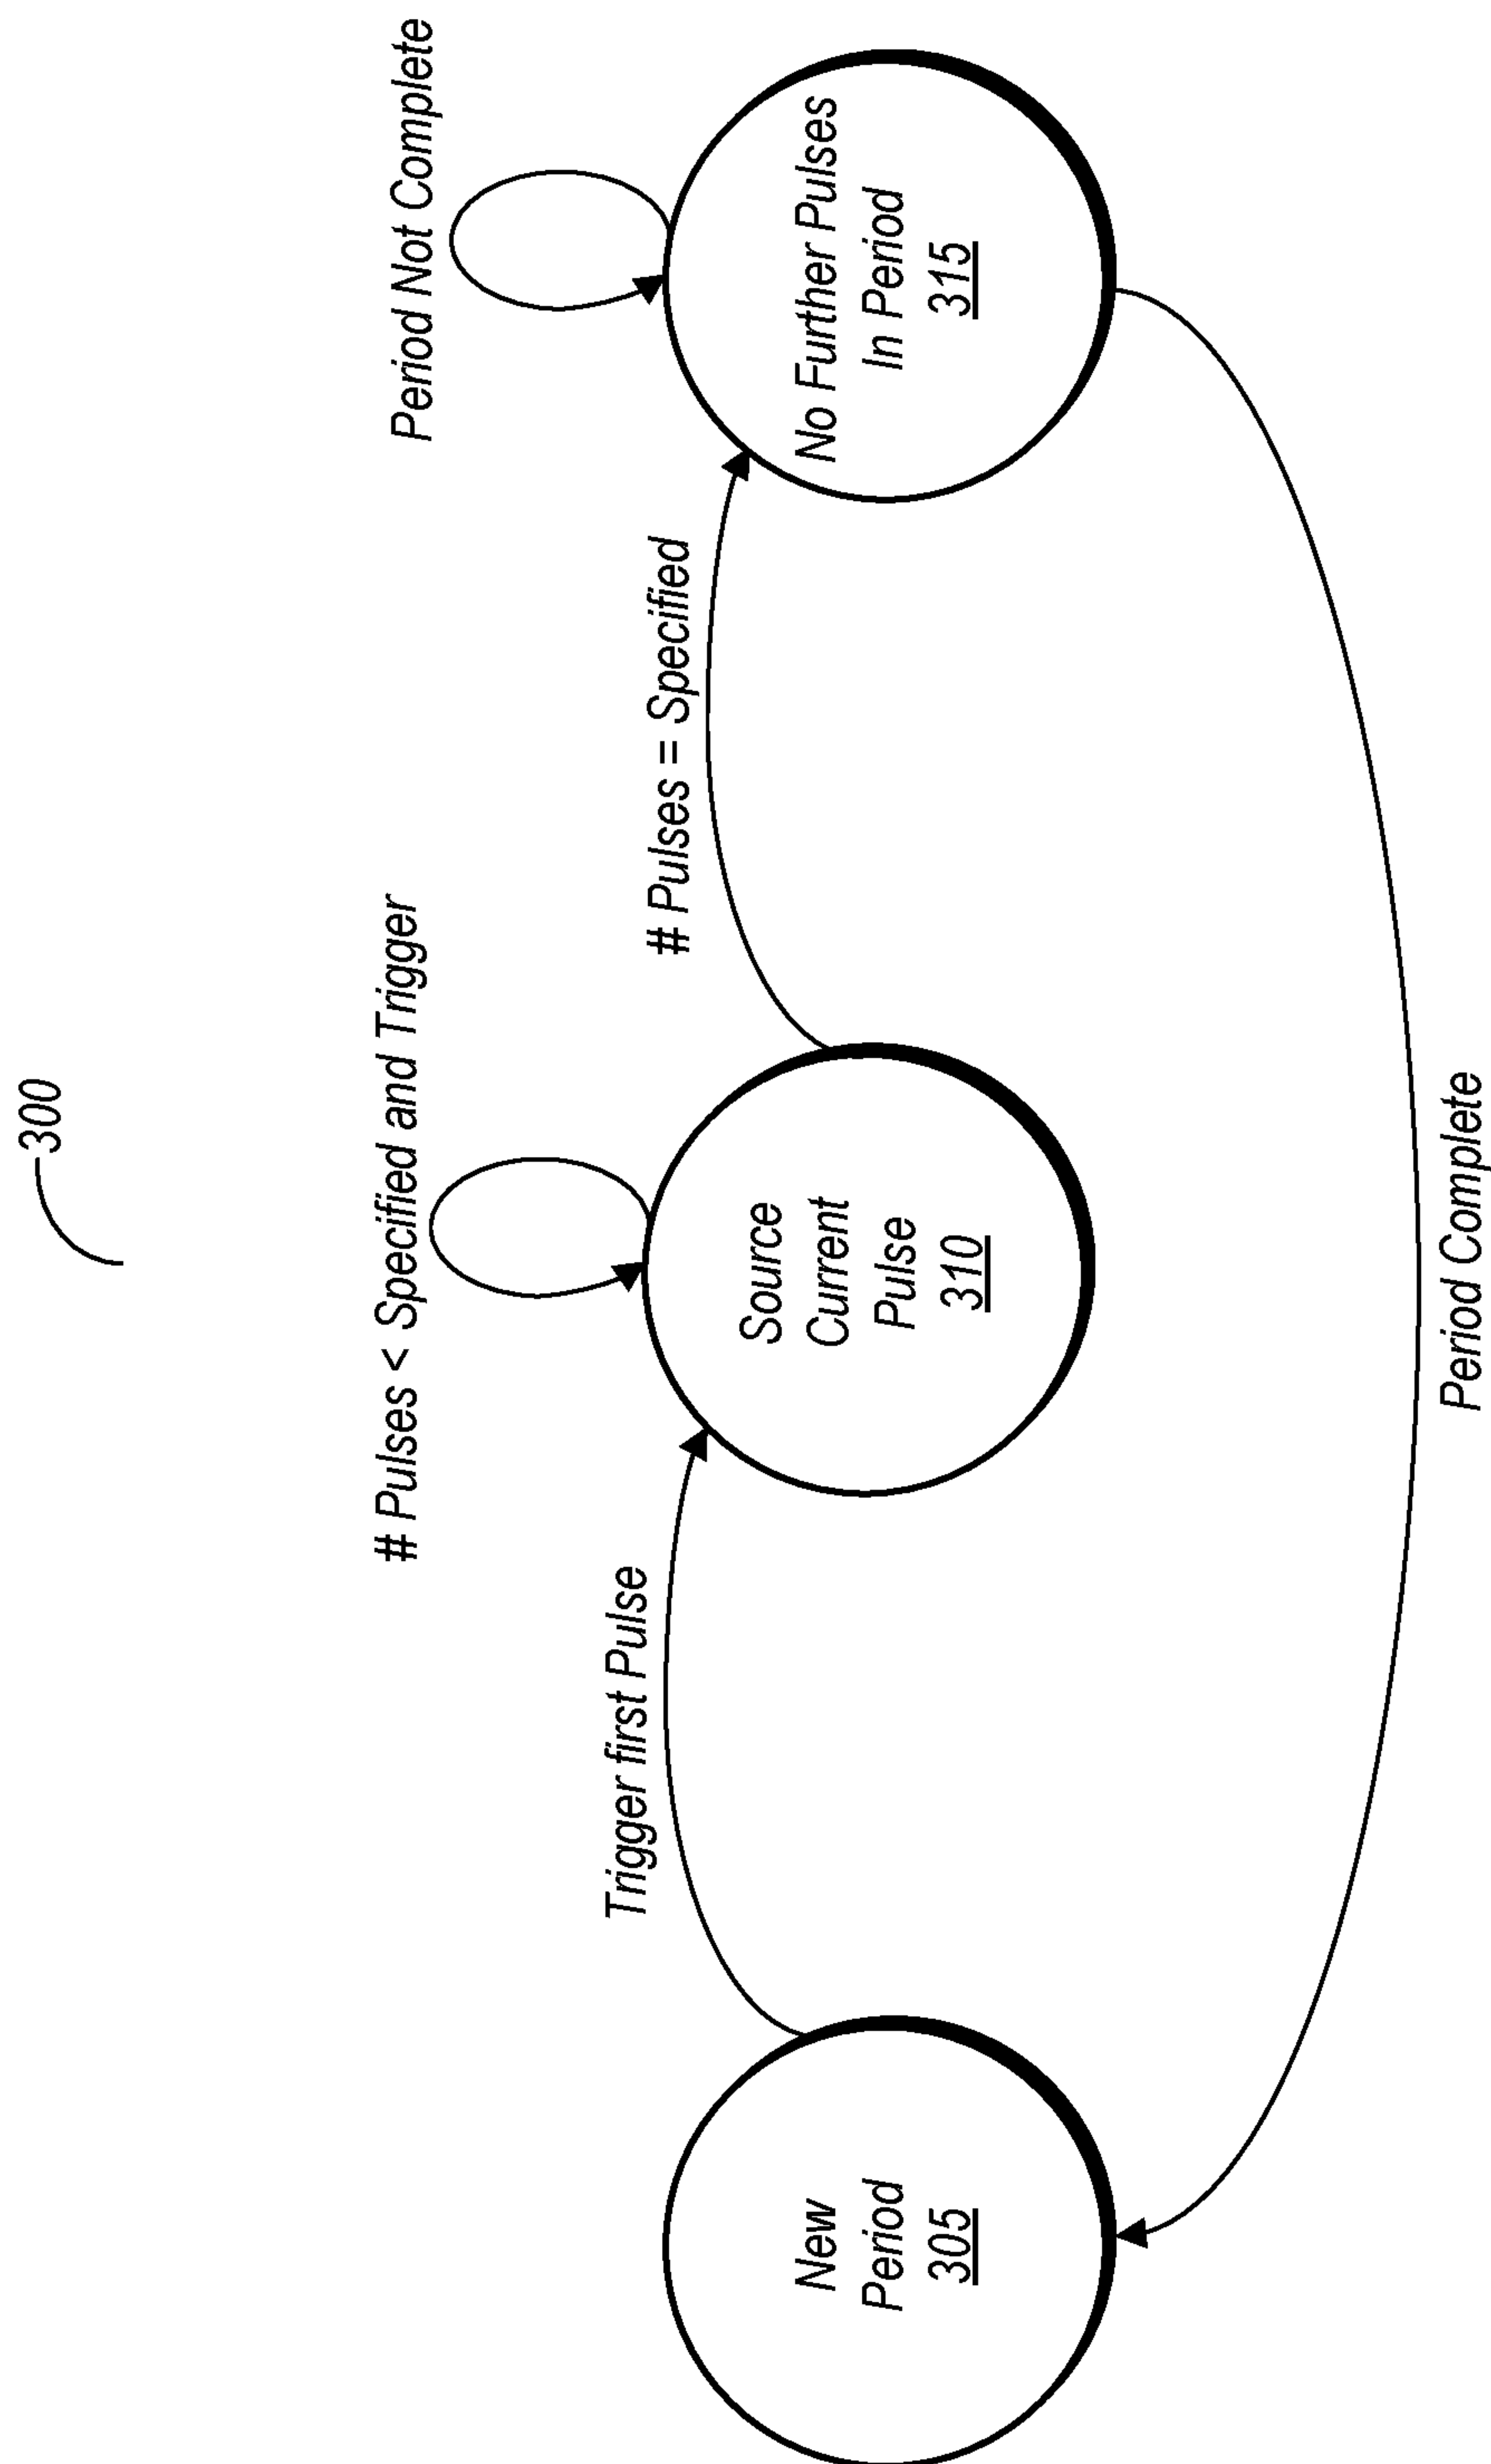 300
# Pulses < Specified and Trigger
Period Not Complete
Trigger first Pulse
# Pulses = Specified
New
Period
305
Source
Current
Pulse
310
No Further Pulses
In Period
315
Period Complete